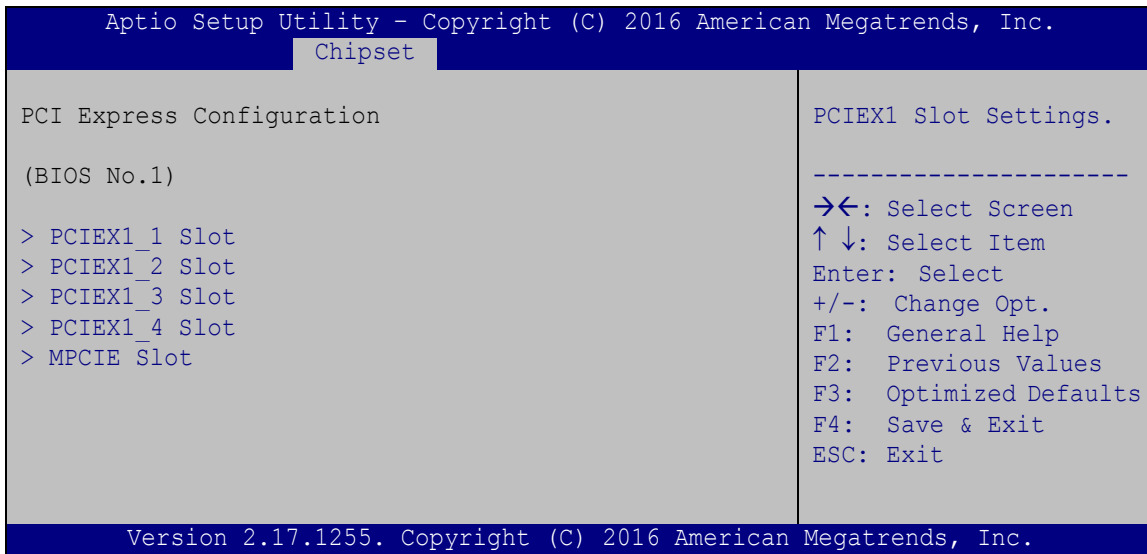 Aptio Setup Utility – Copyright (C) 2016 American Megatrends, Inc.
Chipset
PCI Express Configuration
(BIOS No.1)
> PCIEX1_1 Slot
> PCIEX1_2 Slot
> PCIEX1_3 Slot
> PCIEX1_4 Slot
> MPCIE Slot
PCIEX1 Slot Settings.
----------------------
→←: Select Screen
↑ ↓: Select Item
Enter: Select
+/-: Change Opt.
F1: General Help
F2: Previous Values
F3: Optimized Defaults
F4: Save & Exit
ESC: Exit
Version 2.17.1255. Copyright (C) 2016 American Megatrends, Inc.